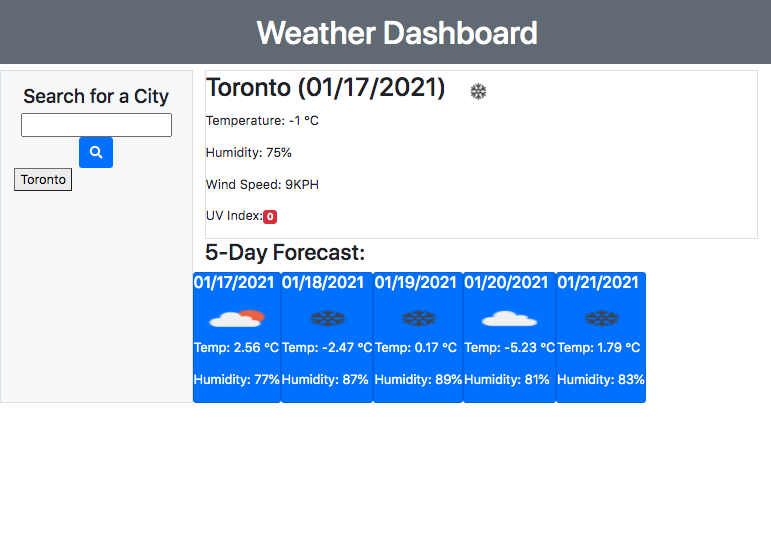 Weather Dashboard
Search for a City
Toronto
Toronto (01/17/2021)
Temperature: -1 °C
Humidity: 75%
Wind Speed: 9KPH
UV Index:0
5-Day Forecast:
01/17/2021
Temp: 2.56 °C
Humidity: 77%
01/18/2021
Temp: -2.47 °C
Humidity: 87%
01/19/2021
Temp: 0.17 °C
Humidity: 89%
01/20/2021
Temp: -5.23 °C
Humidity: 81%
01/21/2021
Temp: 1.79 °C
Humidity: 83%